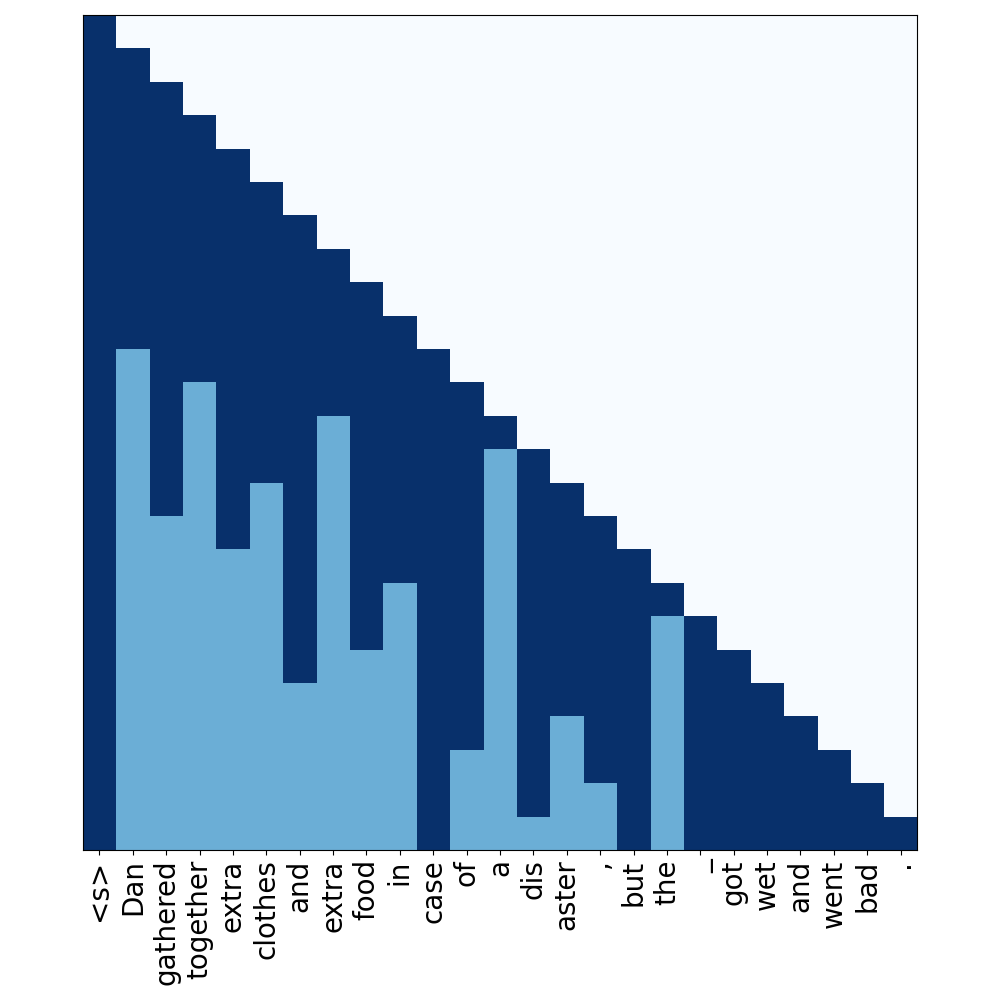 <s> Dan gathered together extra clothes and extra food in case of a dis aster , but the _ got wet and went bad .